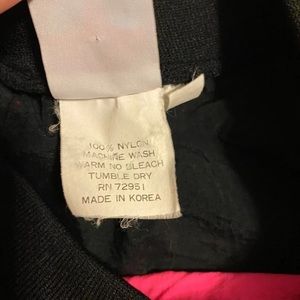 100% NYLON
MACHINE WASH
WARM NO BLEACH
TUMBLE DRY
RN 72951
MADE IN KOREA